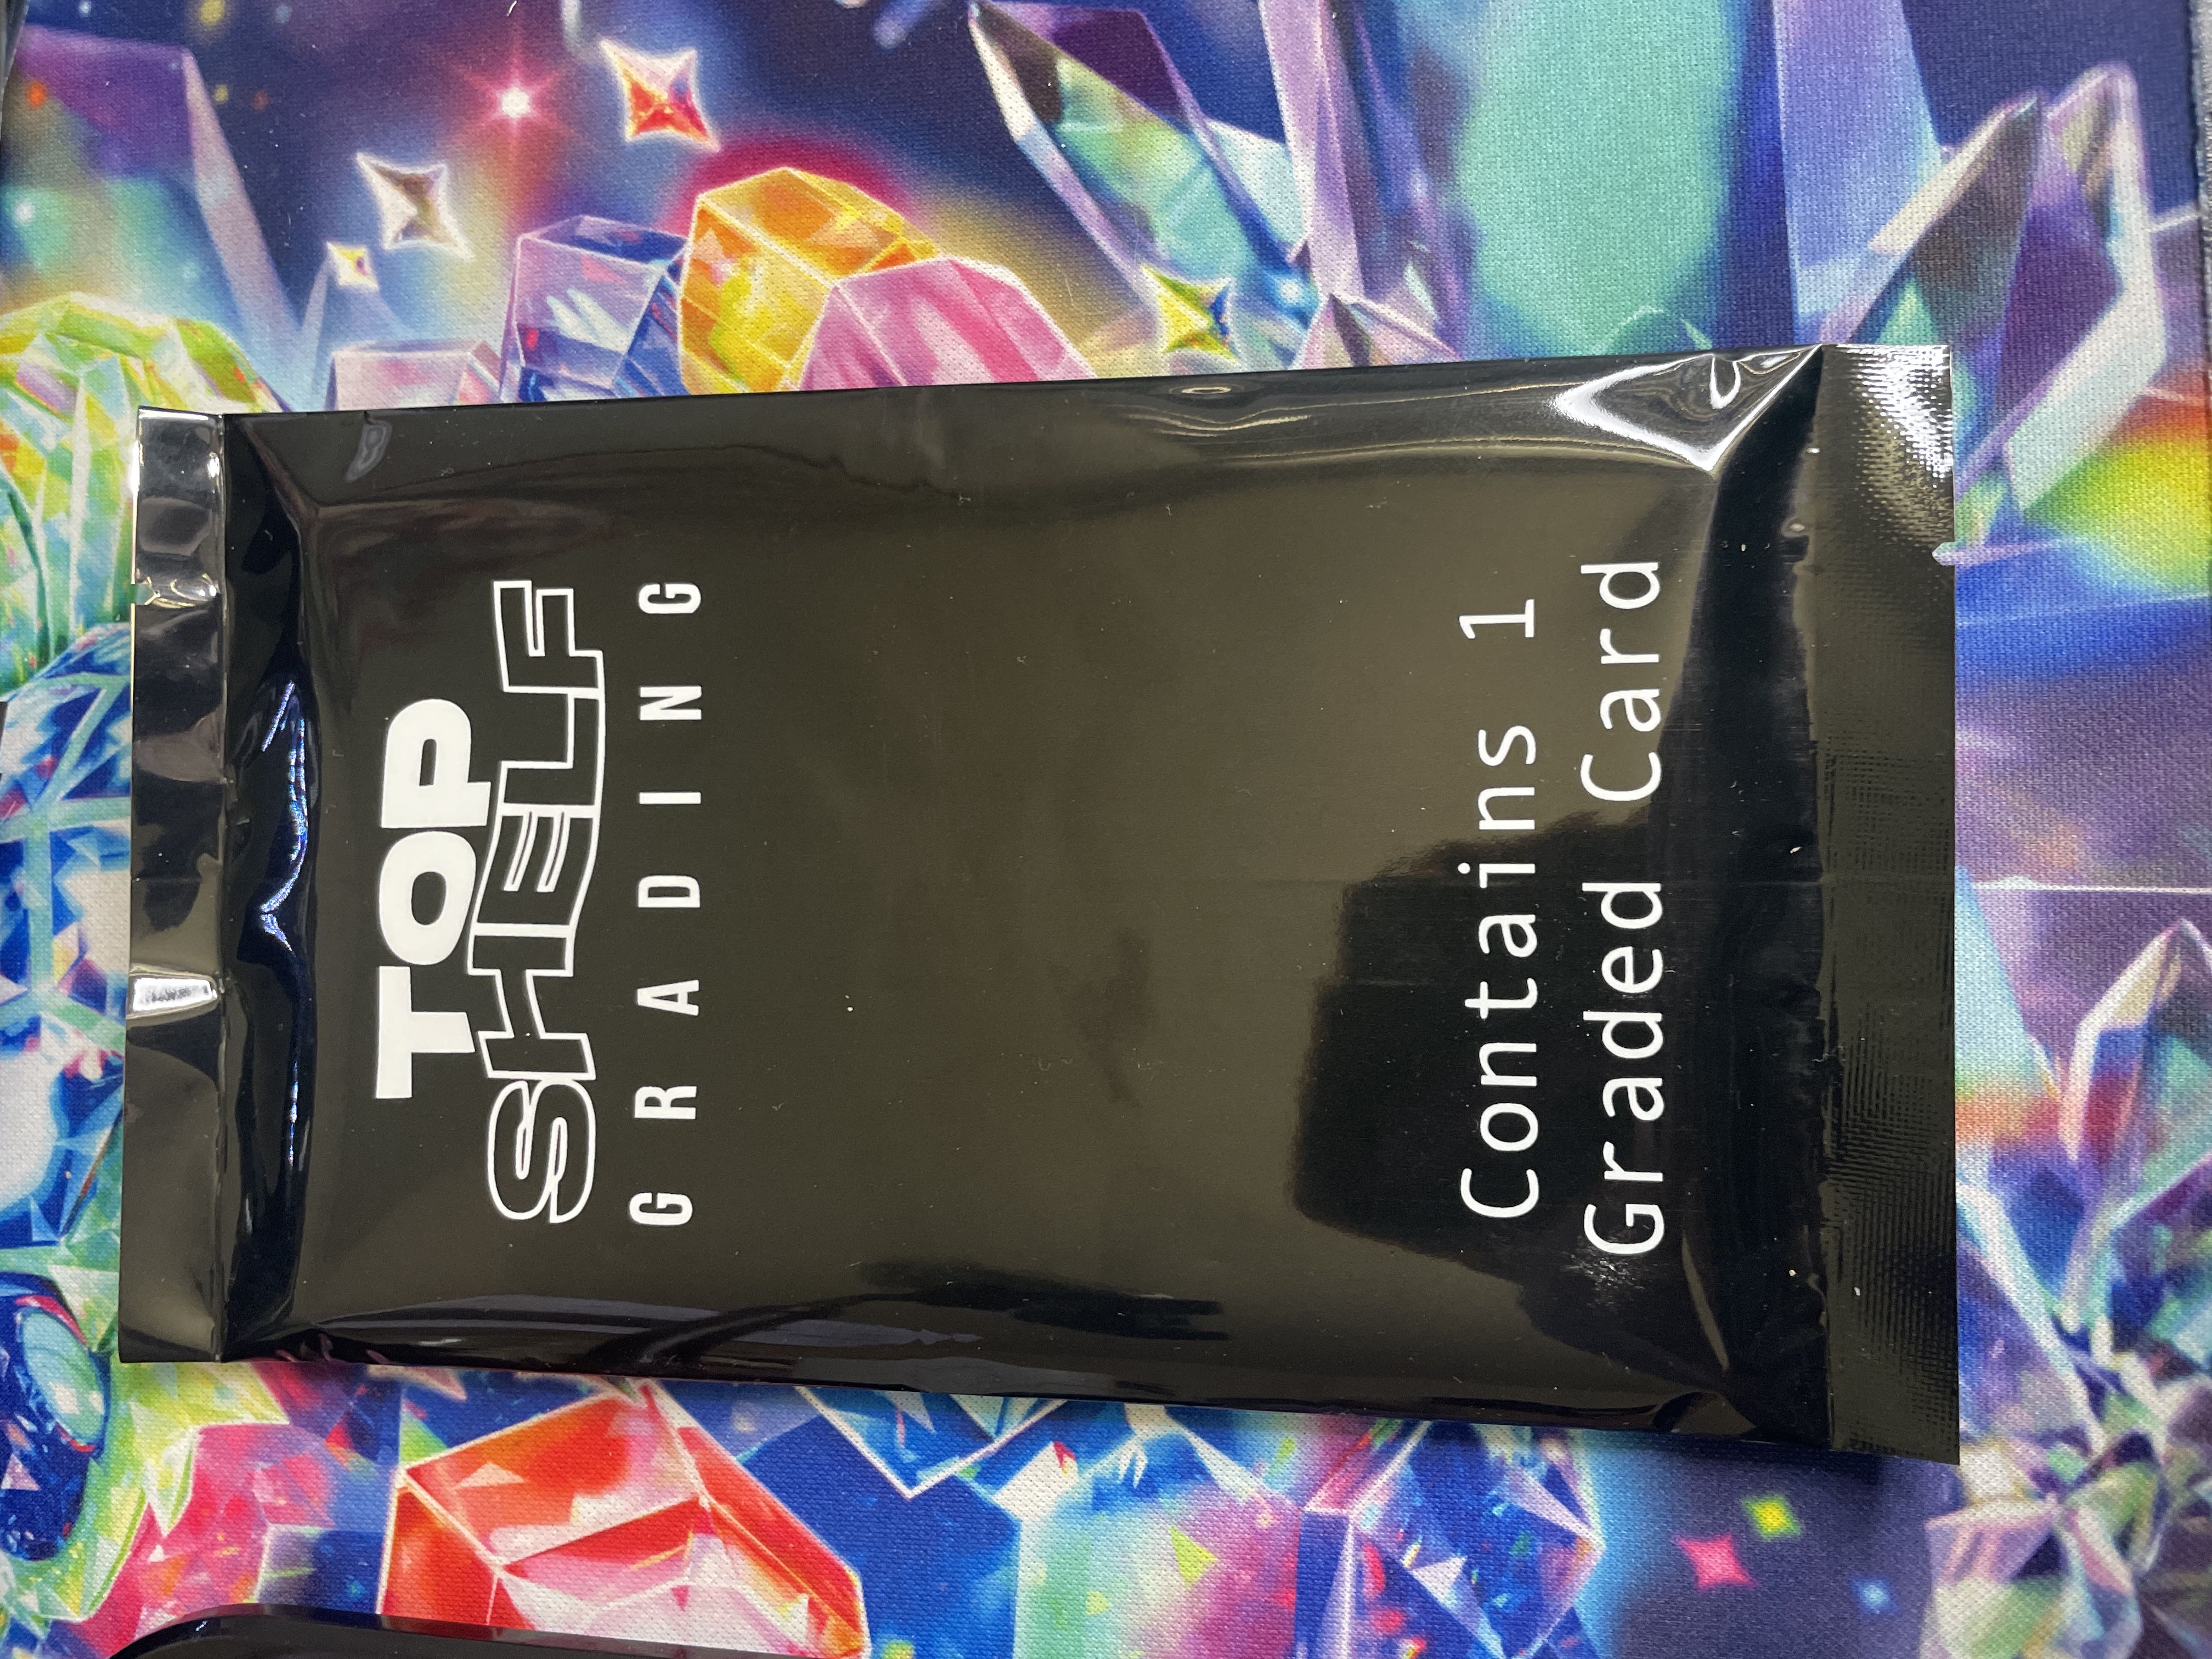 TOP
SHELF
GRADING
Contains 1
Graded Card